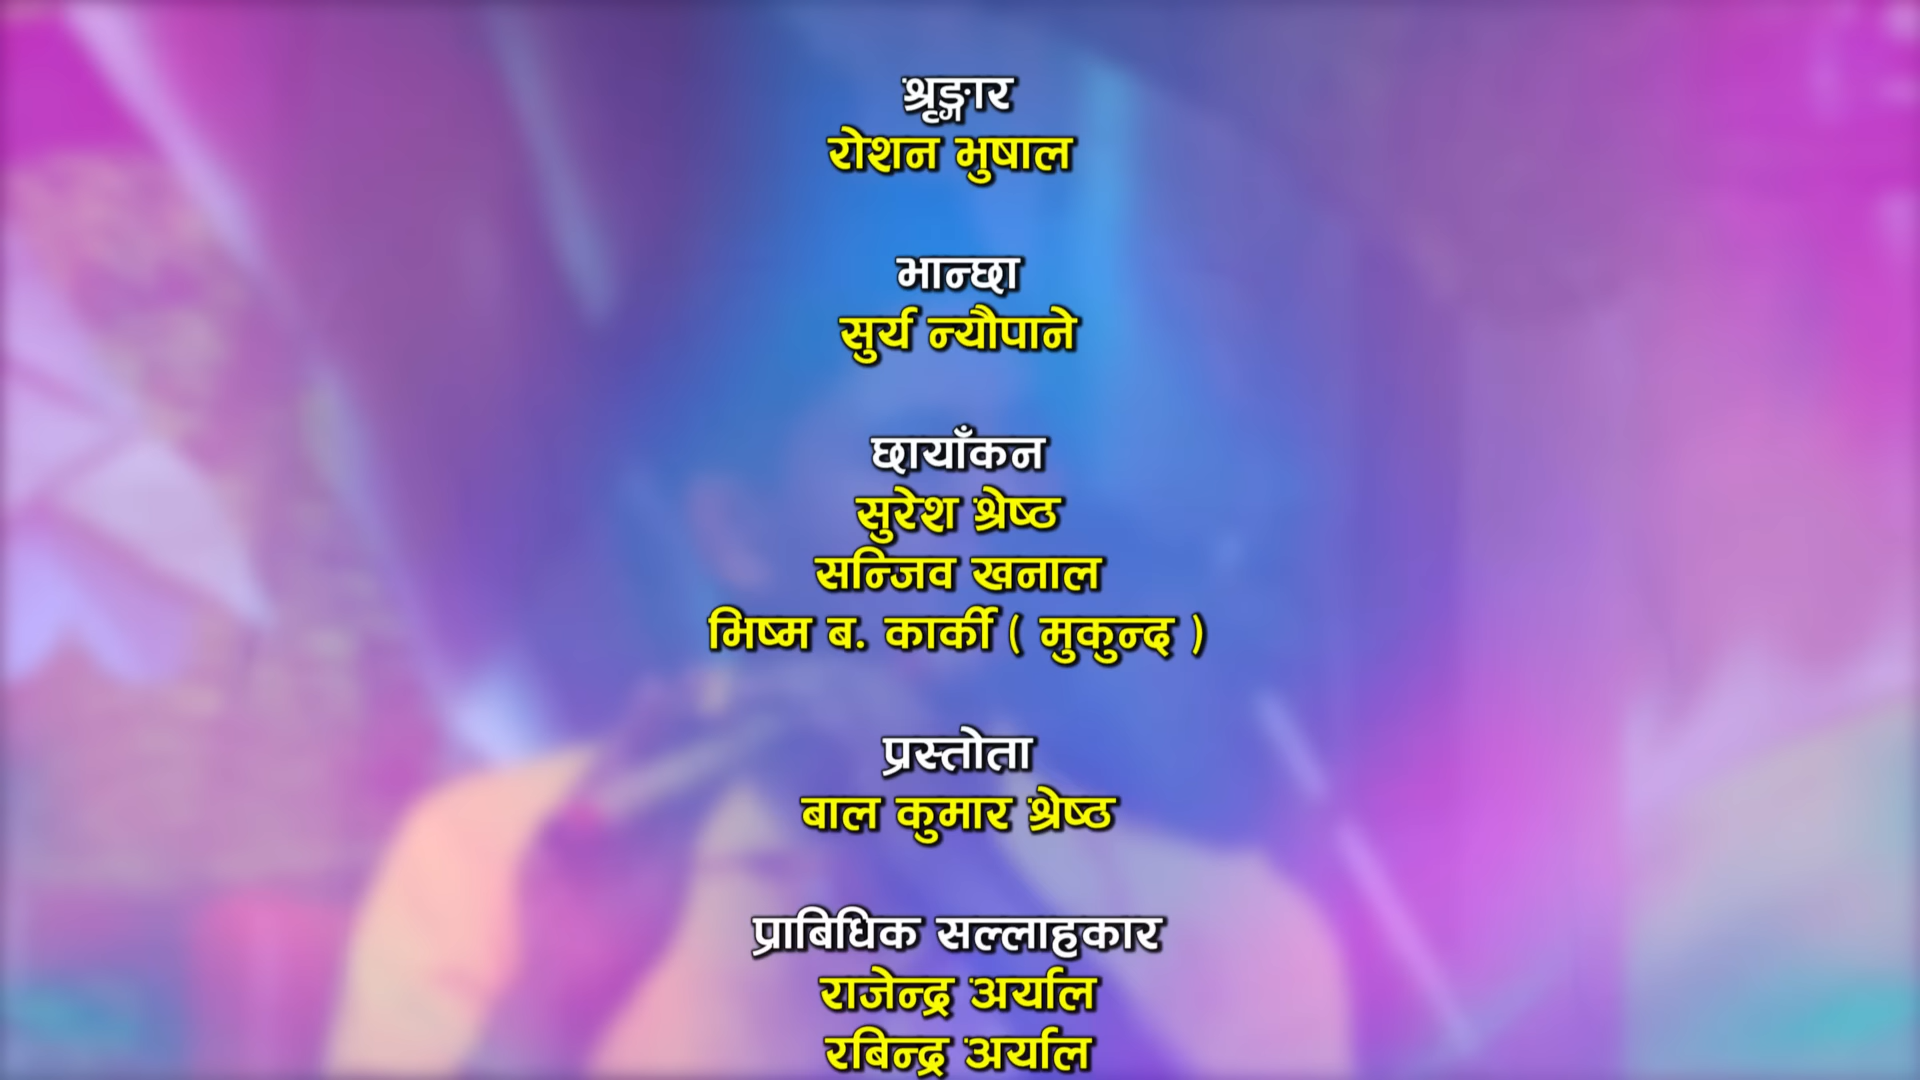 श्रृङ्गार
रोशन भुषाल
भान्छा
सुर्य न्यौपाने
छायाँकन
सुरेश श्रेष्ठ
सन्जिव खनाल
भिष्म ब. कार्की ( मुकुन्द )
प्रस्तोता
बाल कुमार श्रेष्ठ
प्राबिधिक सल्लाहकार
राजेन्द्र अर्याल
रबिन्द्र अर्याल